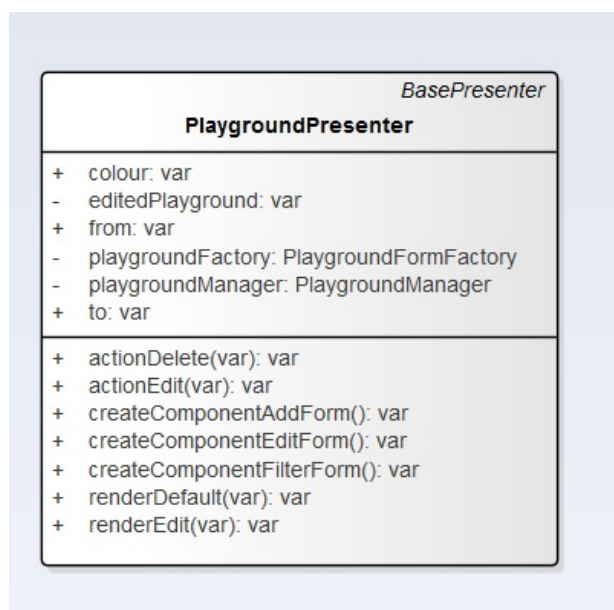 BasePresenter
PlaygroundPresenter
+ colour: var
- editedPlayground: var
+ from: var
- playgroundFactory: PlaygroundFormFactory
- playgroundManager: PlaygroundManager
+ to: var
+ actionDelete(var): var
+ actionEdit(var): var
+ createComponentAddForm(): var
+ createComponentEditForm(): var
+ createComponentFilterForm(): var
+ renderDefault(var): var
+ renderEdit(var): var